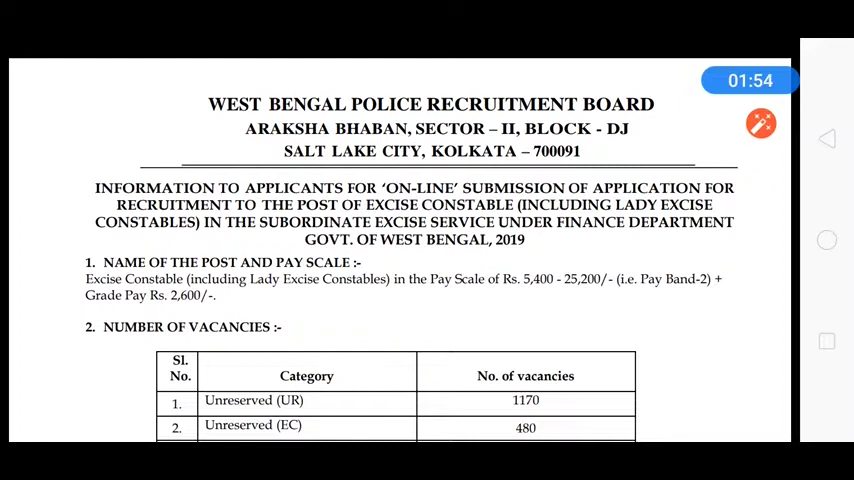 01:54
WEST BENGAL POLICE RECRUITMENT BOARD
ARAKSHA BHABAN, SECTOR – II, BLOCK - DJ
SALT LAKE CITY, KOLKATA – 700091
INFORMATION TO APPLICANTS FOR ‘ON-LINE’ SUBMISSION OF APPLICATION FOR
RECRUITMENT TO THE POST OF EXCISE CONSTABLE (INCLUDING LADY EXCISE
CONSTABLES) IN THE SUBORDINATE EXCISE SERVICE UNDER FINANCE DEPARTMENT
GOVT. OF WEST BENGAL, 2019
1. NAME OF THE POST AND PAY SCALE :-
Excise Constable (including Lady Excise Constables) in the Pay Scale of Rs. 5,400 - 25,200/- (i.e. Pay Band-2) +
Grade Pay Rs. 2,600/-.
2. NUMBER OF VACANCIES :-
Sl. No. Category No. of vacancies
1. Unreserved (UR) 1170
2. Unreserved (EC) 480